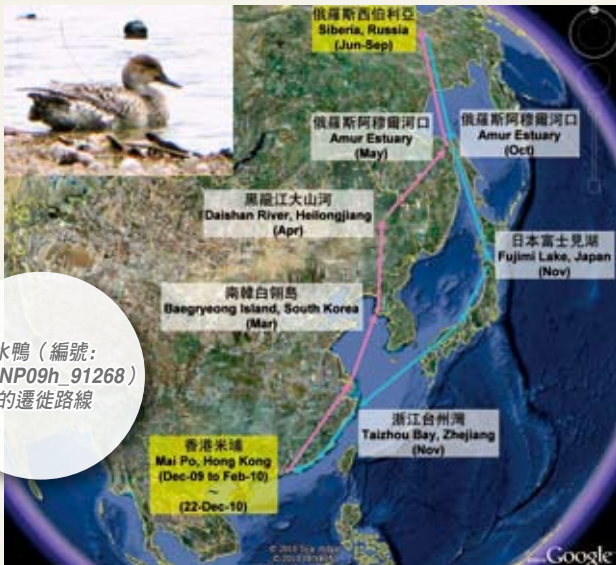 俄羅斯西伯利亞
Siberia, Russia
(Jun-Sep)
俄羅斯阿穆爾河口
Amur Estuary
(May)
俄羅斯阿穆爾河口
Amur Estuary
(Oct)
黑龍江大山河
Daishan River, Heilongjiang
(Apr)
日本富士見湖
Fujimi Lake, Japan
(Nov)
南韓白翎島
Baegryeong Island, South Korea
(Mar)
水鴨（編號：
NP09h_91268）
的遷徙路線
浙江台州灣
Taizhou Bay, Zhejiang
(Nov)
香港米埔
Mai Po, Hong Kong
(Dec-09 to Feb-10)
～
(22-Dec-10)
Google